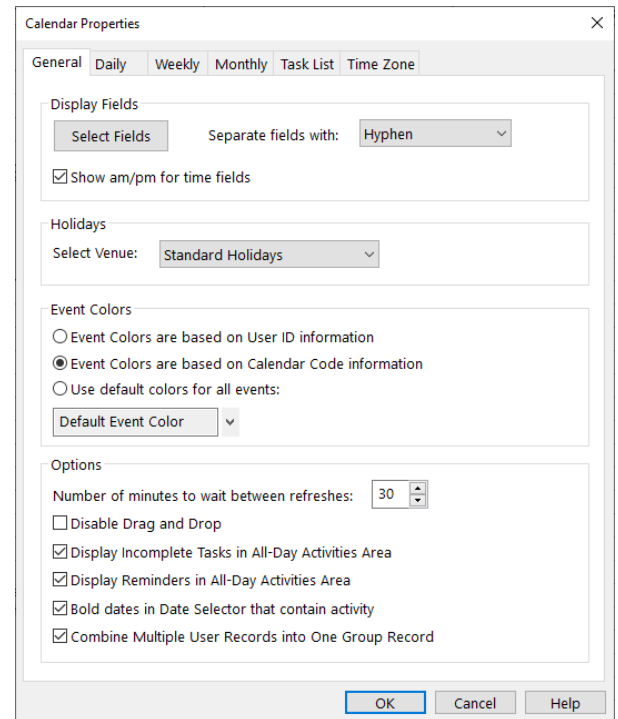 Calendar Properties
General Daily Weekly Monthly Task List Time Zone
Display Fields
Select Fields Separate fields with: Hyphen
Show am/pm for time fields
Holidays
Select Venue: Standard Holidays
Event Colors
Event Colors are based on User ID information
Event Colors are based on Calendar Code information
Use default colors for all events:
Default Event Color
Options
Number of minutes to wait between refreshes: 30
Disable Drag and Drop
Display Incomplete Tasks in All-Day Activities Area
Display Reminders in All-Day Activities Area
Bold dates in Date Selector that contain activity
Combine Multiple User Records into One Group Record
OK Cancel Help